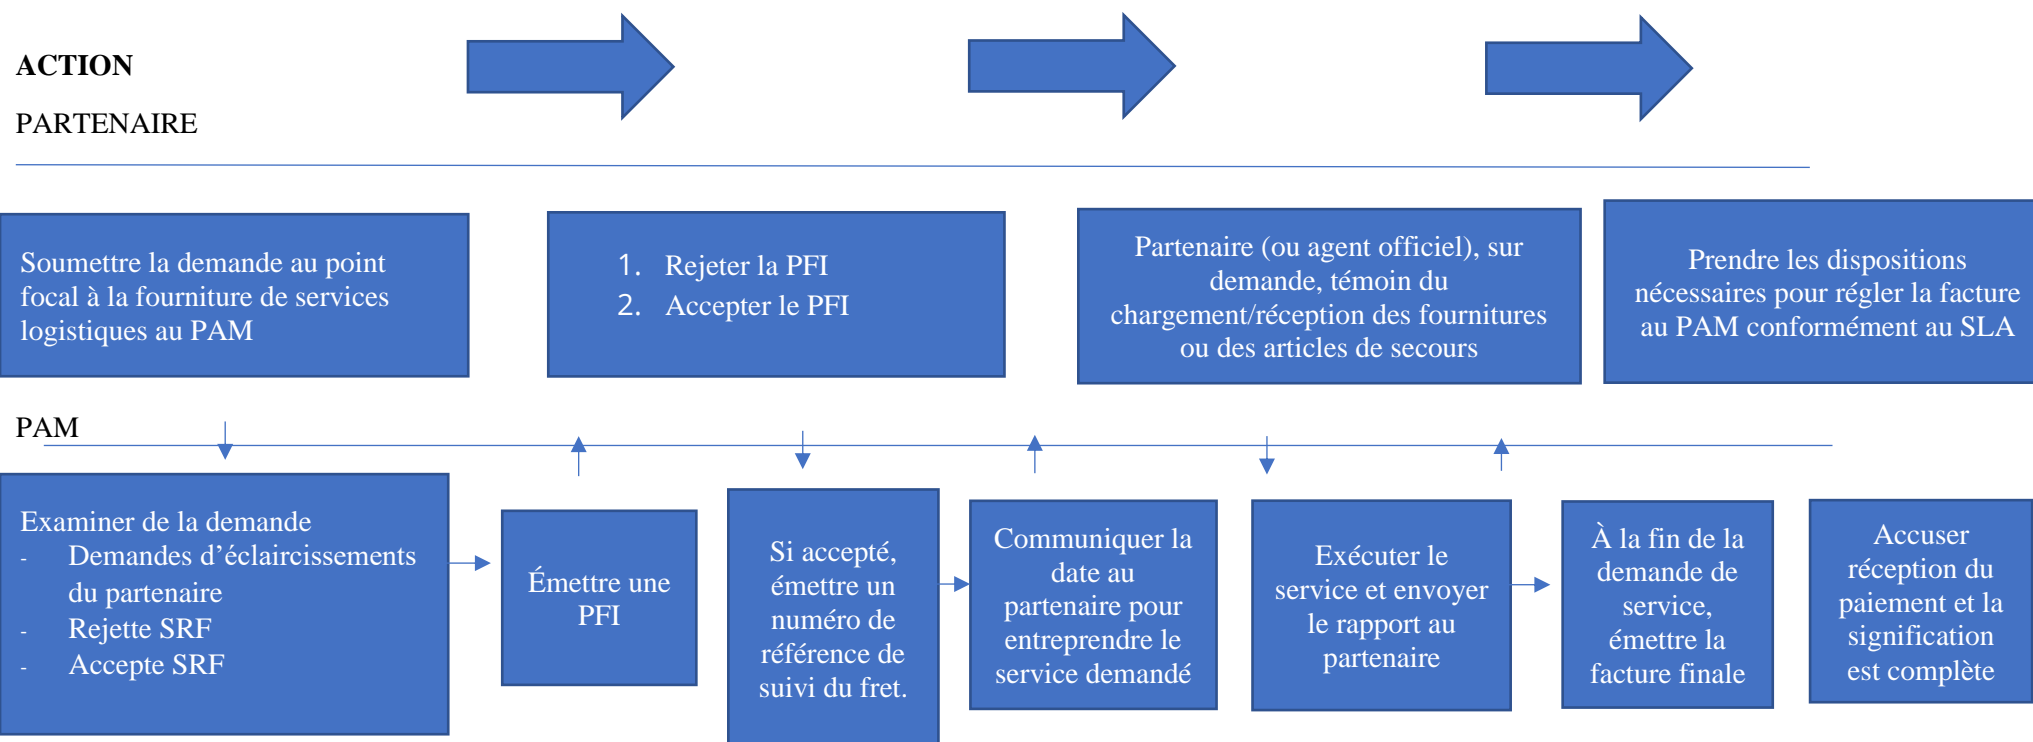 ACTION
PARTENAIRE
Soumettre la demande au point
focal à la fourniture de services
logistiques au PAM
1. Rejeter la PFI
2. Accepter le PFI
Partenaire (ou agent officiel), sur
demande, témoin du
chargement/réception des fournitures
ou des articles de secours
Prendre les dispositions
nécessaires pour régler la facture
au PAM conformément au SLA
PAM
Examiner de la demande
- Demandes d’éclaircissements
du partenaire
- Rejette SRF
- Accepte SRF
Émettre une
PFI
Si accepté,
émettre un
numéro de
référence de
suivi du fret.
Communiquer la
date au
partenaire pour
entreprendre le
service demandé
Exécuter le
service et envoyer
le rapport au
partenaire
À la fin de la
demande de
service,
émettre la
facture finale
Accuser
réception du
paiement et la
signification
est complète